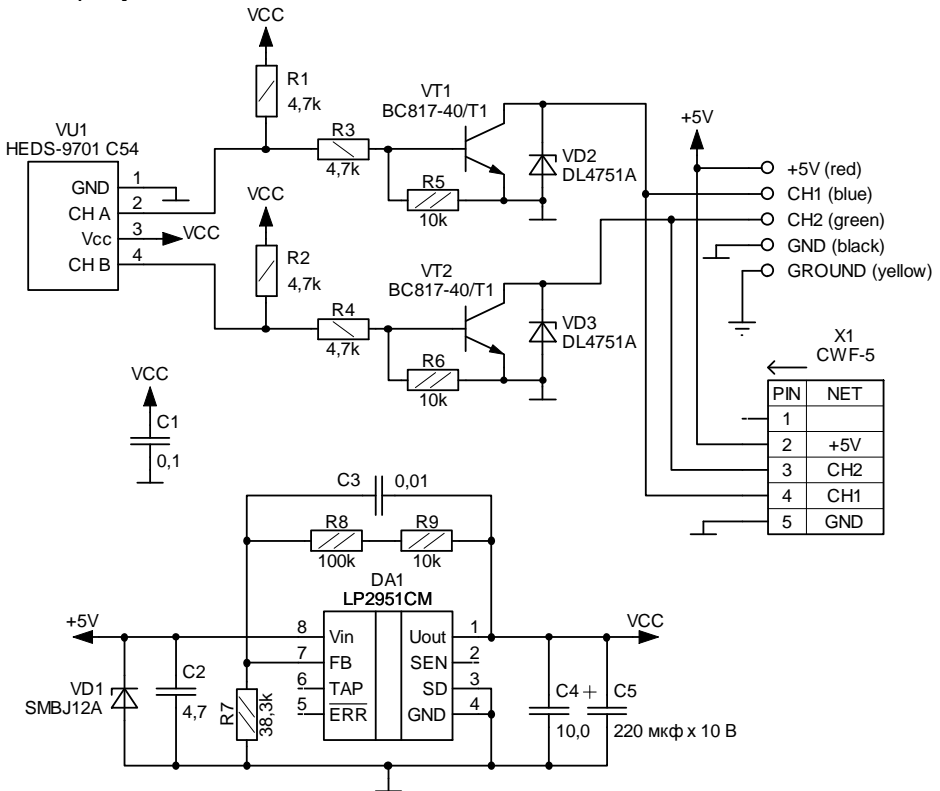 VCC
R1
4,7k
VU1
HEDS-9701 C54
GND 1
CH A 2
Vcc 3
CH B 4
VCC
R3
4,7k
VT1
BC817-40/T1
R5
10k
VD2
DL4751A
VCC
R2
4,7k
R4
4,7k
VT2
BC817-40/T1
R6
10k
VD3
DL4751A
+5V
+5V (red)
CH1 (blue)
CH2 (green)
GND (black)
GROUND (yellow)
X1
CWF-5
PIN NET
1
2 +5V
3 CH2
4 CH1
5 GND
VCC
C1
0,1
C3 0,01
R8
100k
R9
10k
DA1
LP2951CM
+5V
VD1
SMBJ12A
C2
4,7
R7
38,3k
8 Vin
7 FB
6 TAP
5 ERR
Uout 1
SEN 2
SD 3
GND 4
VCC
C4 +
10,0
C5
220 мкф х 10 В